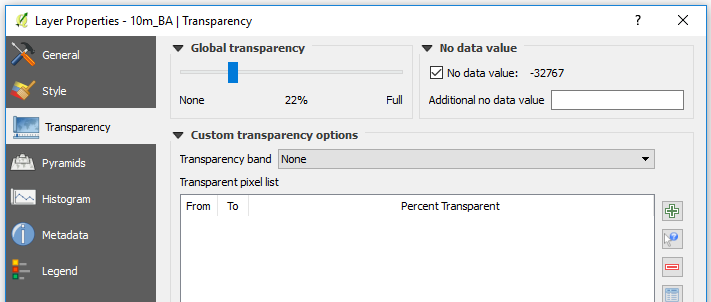 Layer Properties - 10m_BA | Transparency
?
General
Style
Transparency
Pyramids
Histogram
Metadata
Legend
Global transparency
None 22% Full
No data value
No data value: -32767
Additional no data value
Custom transparency options
Transparency band None
Transparent pixel list
From To Percent Transparent